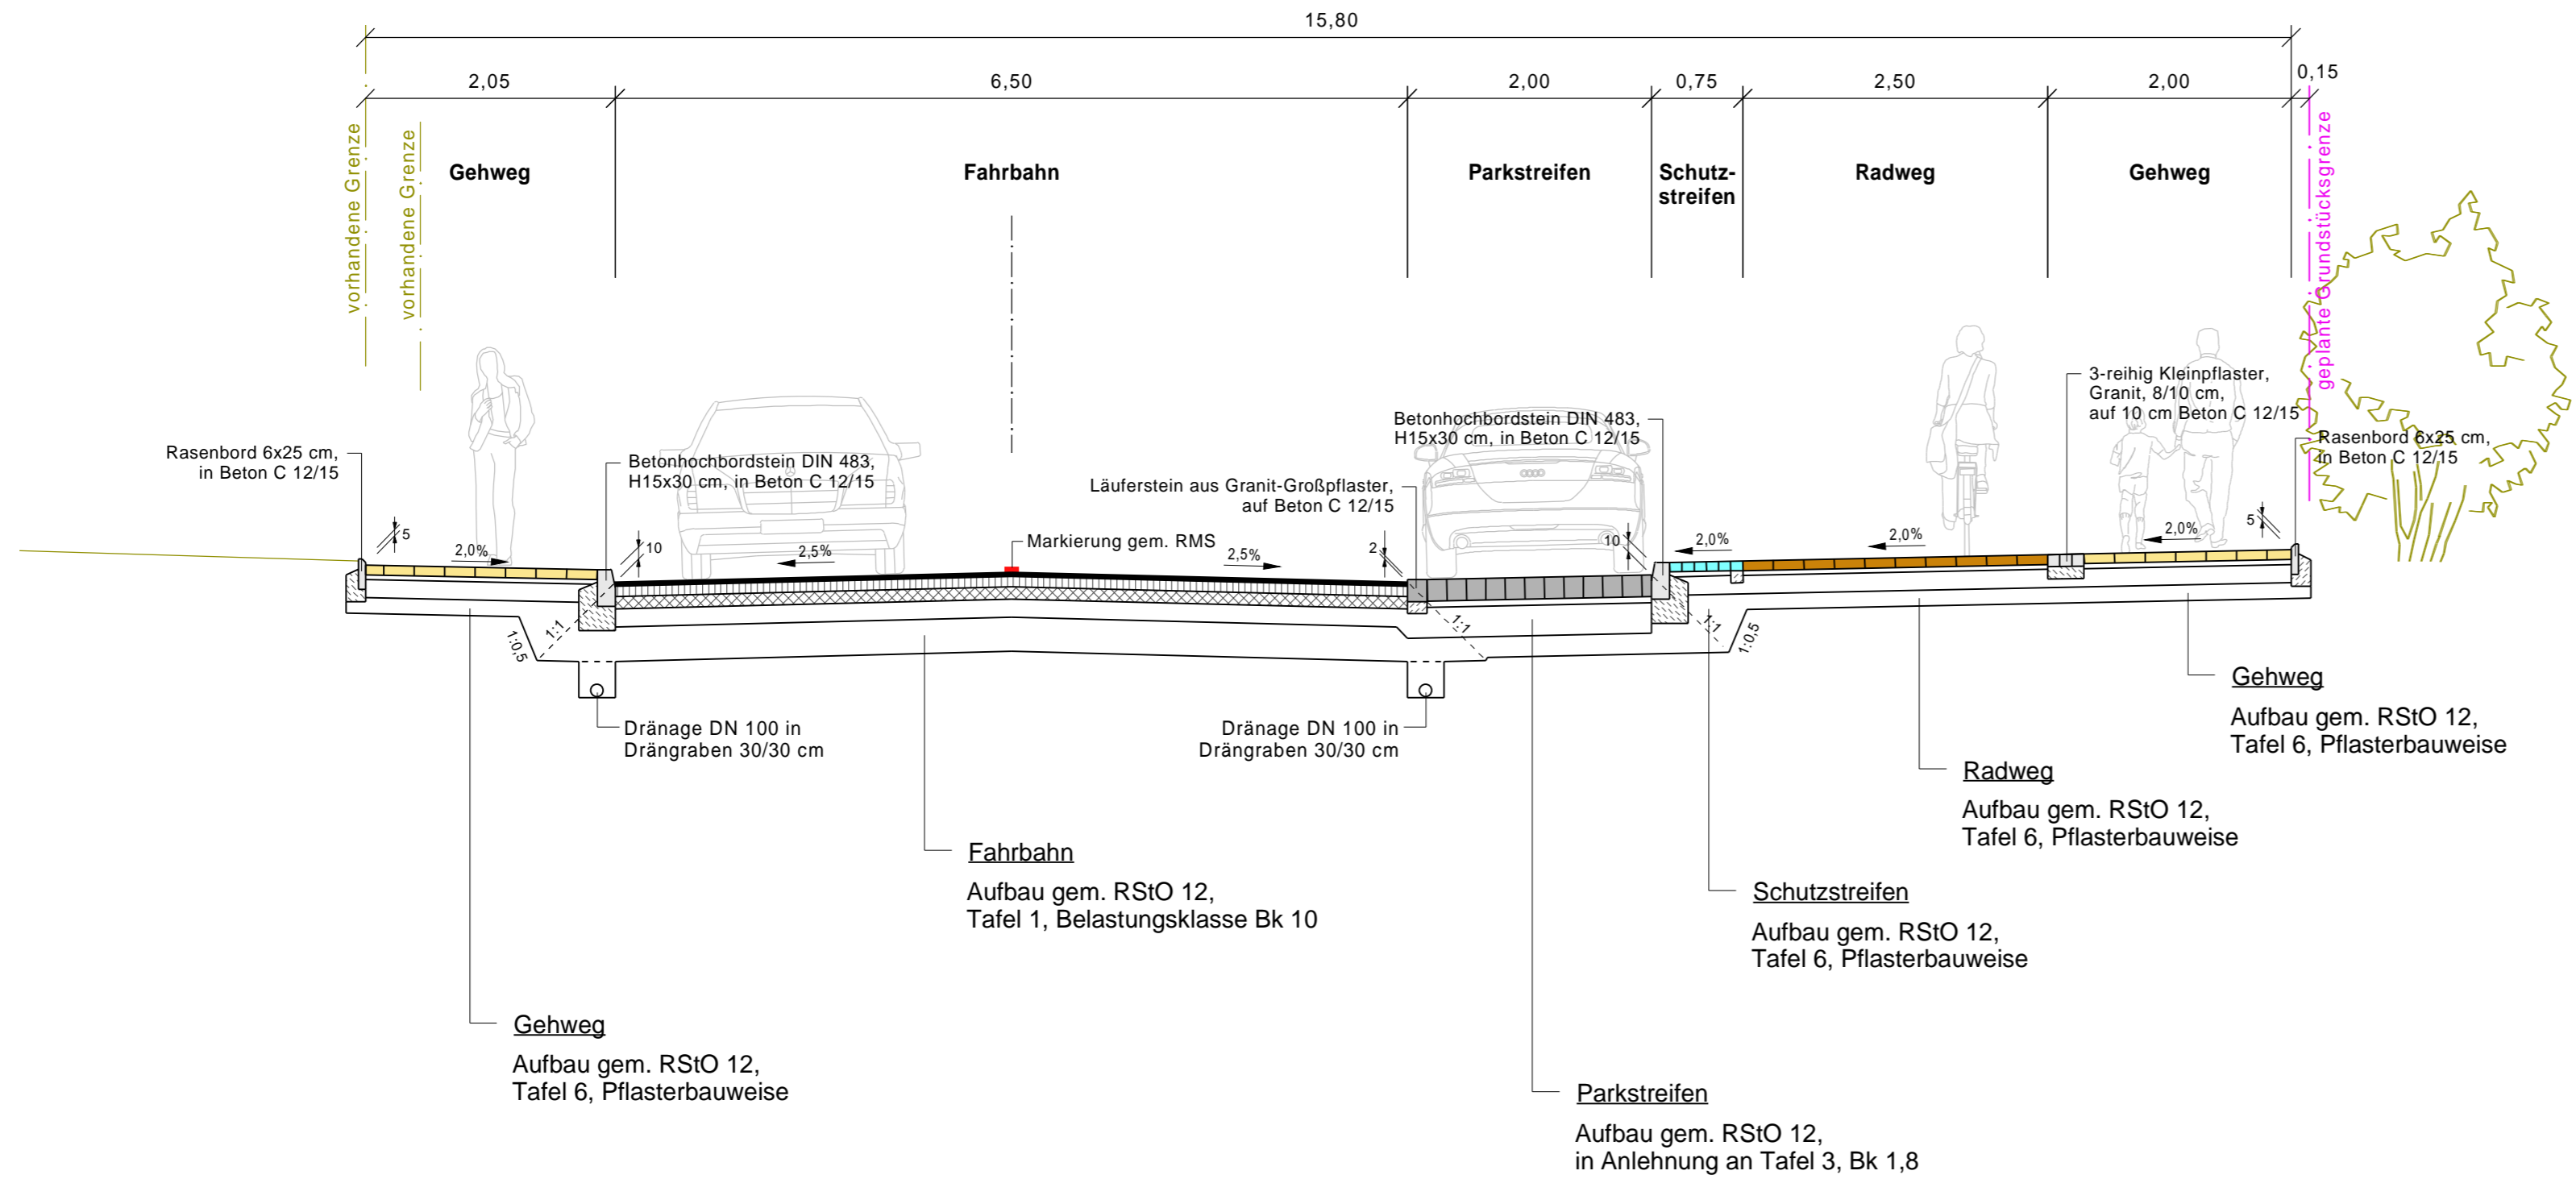 15,80
2,05
6,50
2,00
0,75
2,50
2,00
0,15
vorhandene Grenze
vorhandene Grenze
geplante Grundstücksgrenze
Gehweg
Fahrbahn
Parkstreifen
Schutz-
streifen
Radweg
Gehweg
Rasenbord 6x25 cm,
in Beton C 12/15
Betonhochbordstein DIN 483,
H15x30 cm, in Beton C 12/15
Läuferstein aus Granit-Großpflaster,
auf Beton C 12/15
Betonhochbordstein DIN 483,
H15x30 cm, in Beton C 12/15
3-reihig Kleinpflaster,
Granit, 8/10 cm,
auf 10 cm Beton C 12/15
Rasenbord 6x25 cm,
in Beton C 12/15
Markierung gem. RMS
5
2,0%
10
2,5%
2,5%
2
10
2,0%
2,0%
2,0%
5
1:0,5
1:1
1:1
1:1
1:0,5
Dränage DN 100 in
Drängraben 30/30 cm
Dränage DN 100 in
Drängraben 30/30 cm
Gehweg
Aufbau gem. RStO 12,
Tafel 6, Pflasterbauweise
Radweg
Aufbau gem. RStO 12,
Tafel 6, Pflasterbauweise
Fahrbahn
Aufbau gem. RStO 12,
Tafel 1, Belastungsklasse Bk 10
Schutzstreifen
Aufbau gem. RStO 12,
Tafel 6, Pflasterbauweise
Gehweg
Aufbau gem. RStO 12,
Tafel 6, Pflasterbauweise
Parkstreifen
Aufbau gem. RStO 12,
in Anlehnung an Tafel 3, Bk 1,8